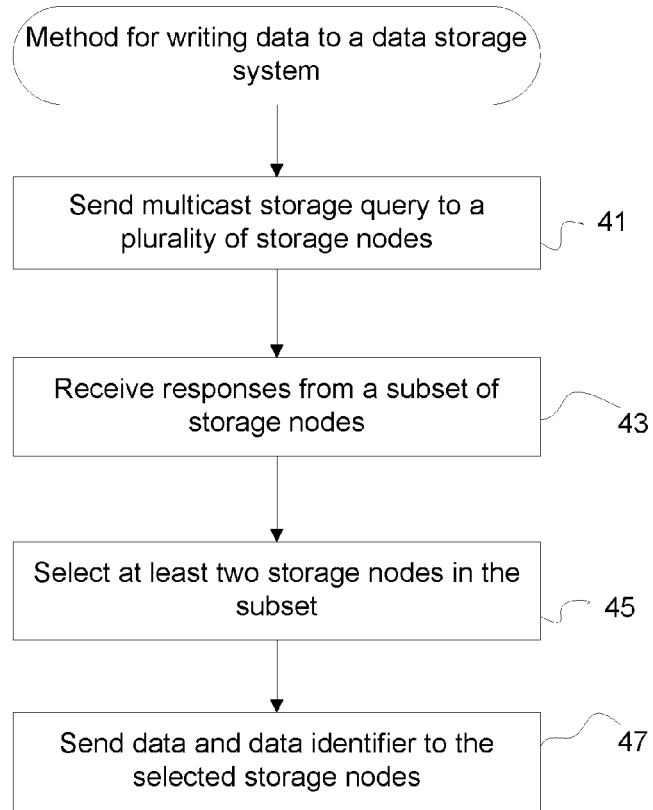 Method for writing data to a data storage
system
Send multicast storage query to a
plurality of storage nodes
41
Receive responses from a subset of
storage nodes
43
Select at least two storage nodes in the
subset
45
Send data and data identifier to the
selected storage nodes
47